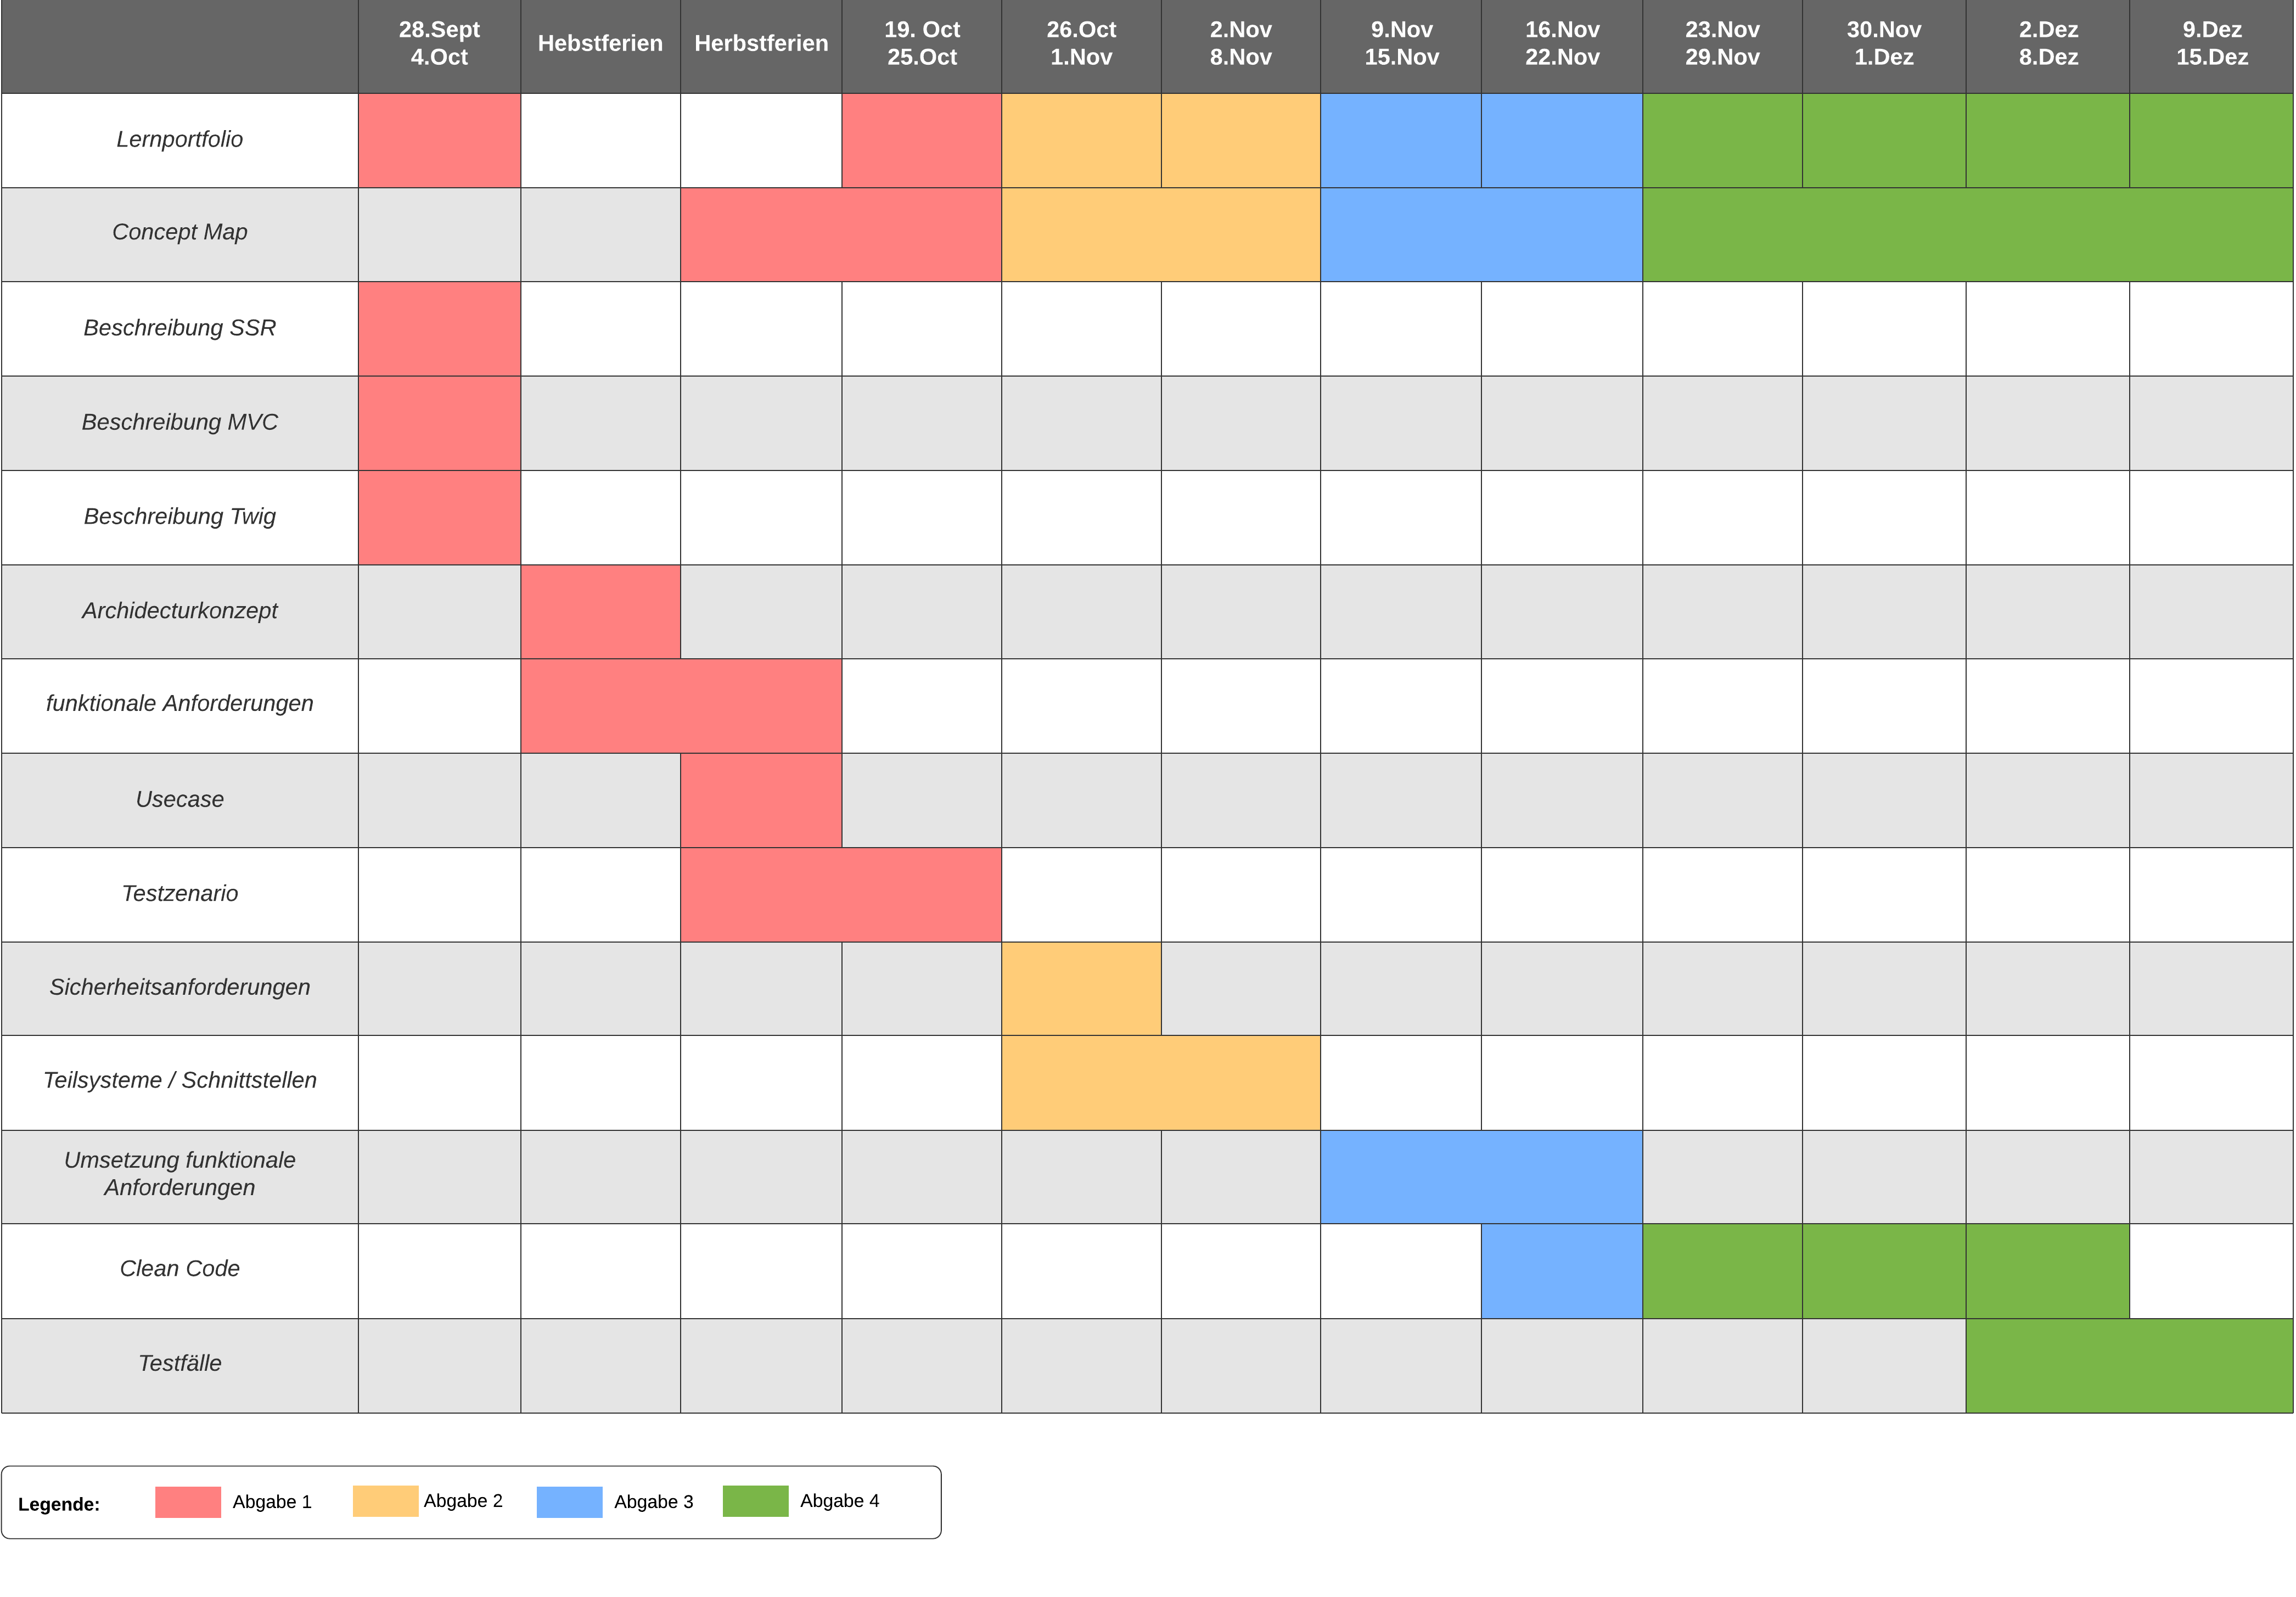 28.Sept
4.Oct
Hebstferien
Herbstferien
19. Oct
25.Oct
26.Oct
1.Nov
2.Nov
8.Nov
9.Nov
15.Nov
16.Nov
22.Nov
23.Nov
29.Nov
30.Nov
1.Dez
2.Dez
8.Dez
9.Dez
15.Dez
Lernportfolio
Concept Map
Beschreibung SSR
Beschreibung MVC
Beschreibung Twig
Archidecturkonzept
funktionale Anforderungen
Usecase
Testzenario
Sicherheitsanforderungen
Teilsysteme / Schnittstellen
Umsetzung funktionale
Anforderungen
Clean Code
Testfälle
Legende:
Abgabe 1
Abgabe 2
Abgabe 3
Abgabe 4